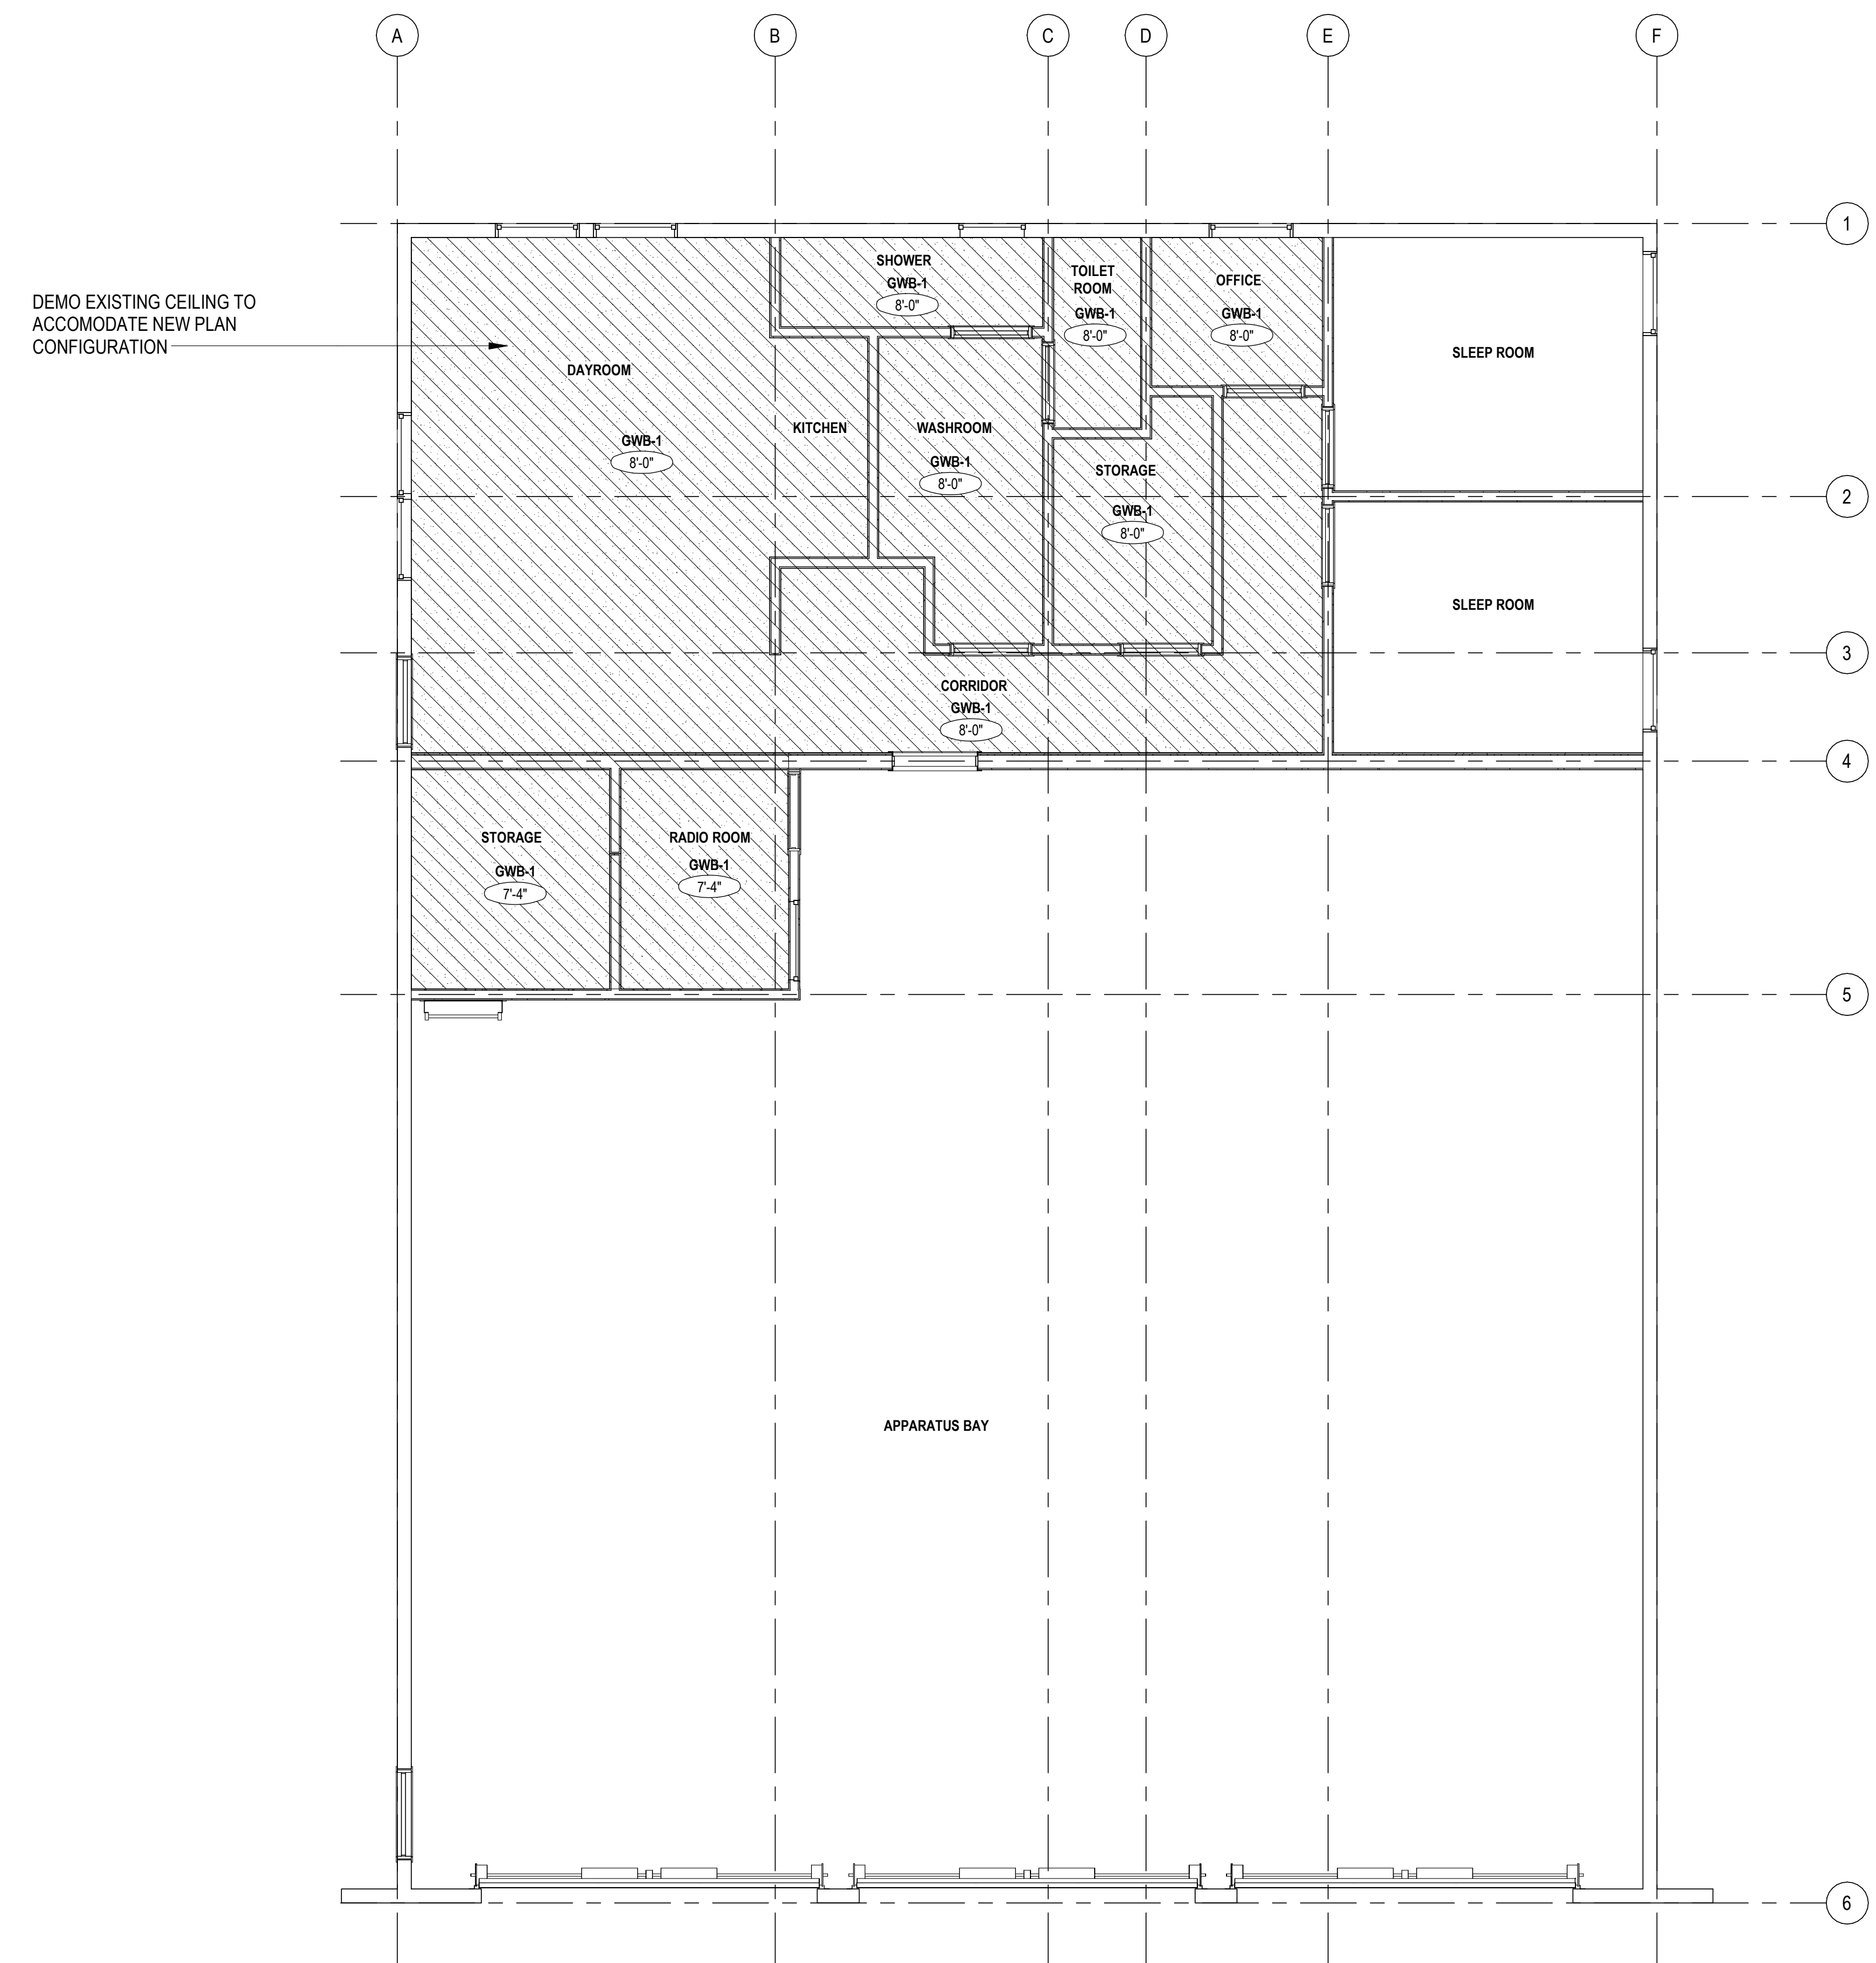 A
B
C
D
E
F
1
DEMO EXISTING CEILING TO
ACCOMODATE NEW PLAN
CONFIGURATION
SHOWER
GWB-1
8'-0"
TOILET
ROOM
GWB-1
8'-0"
OFFICE
GWB-1
8'-0"
SLEEP ROOM
DAYROOM
GWB-1
8'-0"
KITCHEN
WASHROOM
GWB-1
8'-0"
STORAGE
GWB-1
8'-0"
2
SLEEP ROOM
3
CORRIDOR
GWB-1
8'-0"
4
STORAGE
GWB-1
7'-4"
RADIO ROOM
GWB-1
7'-4"
5
APPARATUS BAY
6